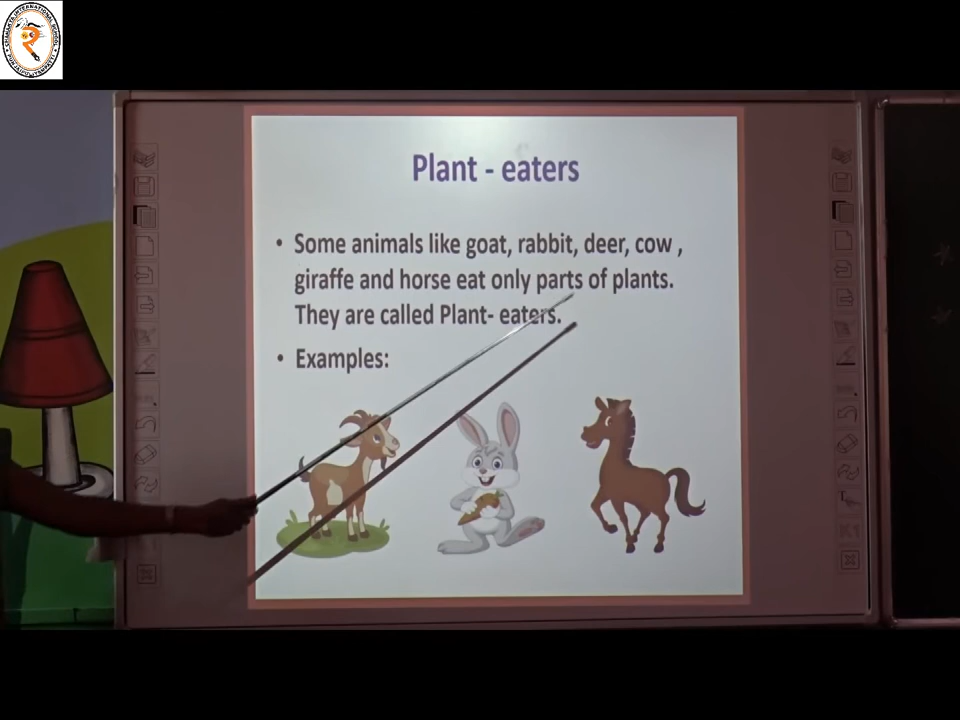 Plant - eaters
• Some animals like goat, rabbit, deer, cow ,
giraffe and horse eat only parts of plants.
They are called Plant- eaters.
• Examples: